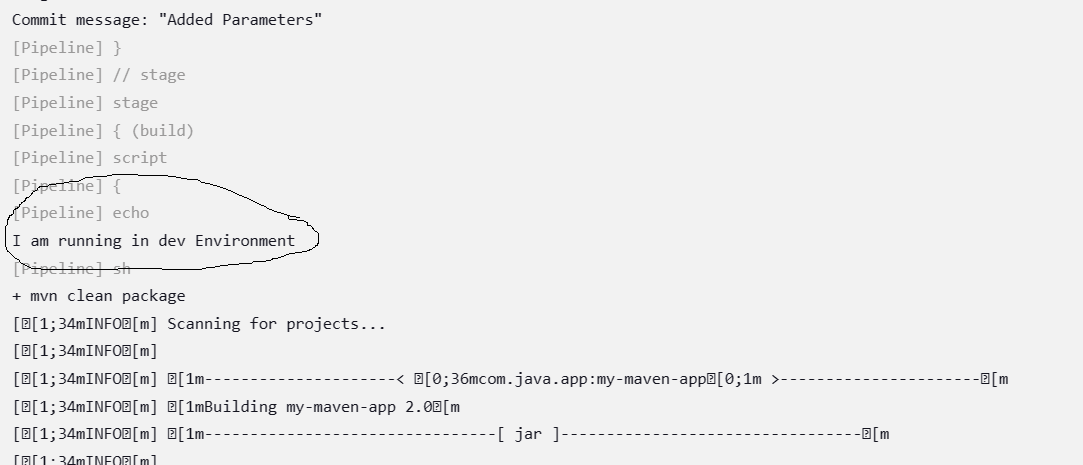 Commit message: "Added Parameters"
[Pipeline] }
[Pipeline] // stage
[Pipeline] stage
[Pipeline] { (build)
[Pipeline] script
[Pipeline] {
[Pipeline] echo
I am running in dev Environment
[Pipeline] sh
+ mvn clean package
[�[1;34mINFO�[m] Scanning for projects...
[�[1;34mINFO�[m]
[�[1;34mINFO�[m] �[1m---------------------< �[0;36mcom.java.app:my-maven-app�[0;1m >----------------------�[m
[�[1;34mINFO�[m] �[1mBuilding my-maven-app 2.0�[m
[�[1;34mINFO�[m] �[1m--------------------------------[ jar ]---------------------------------�[m
[�[1;34mINFO�[m]